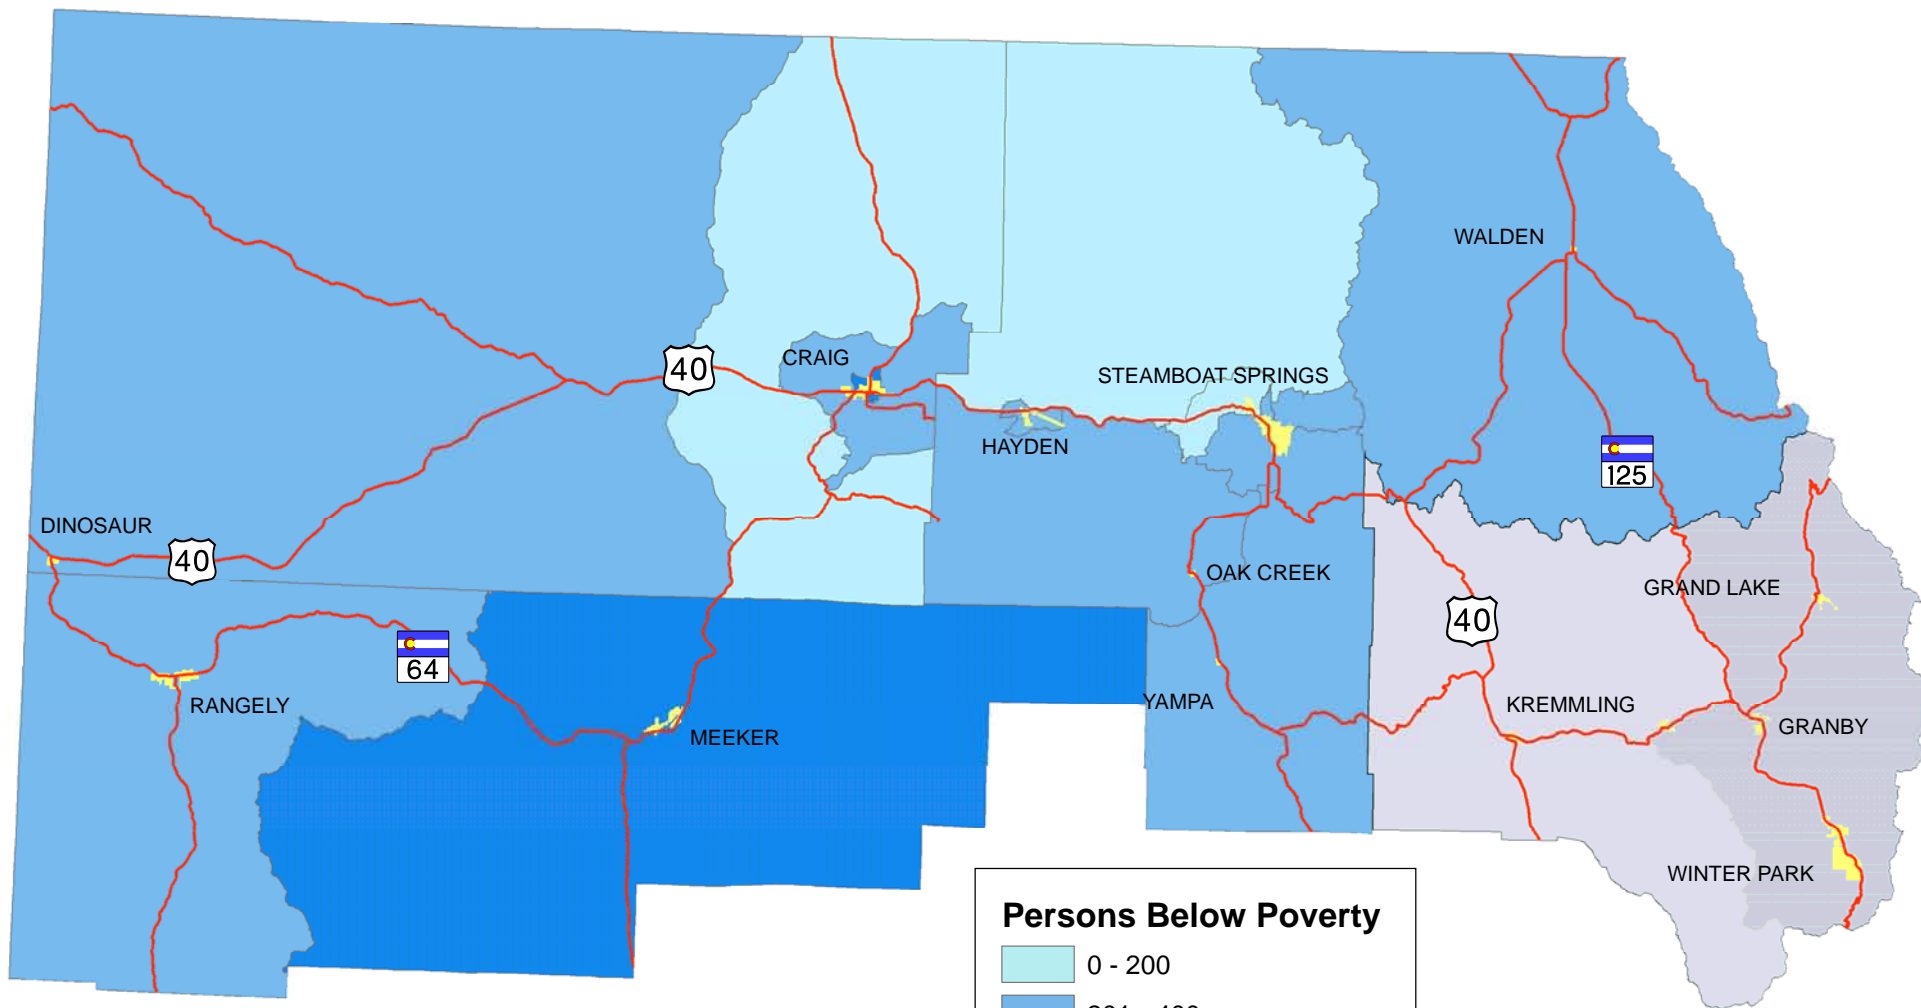 WALDEN
CRAIG
40
STEAMBOAT SPRINGS
HAYDEN
125
DINOSAUR
40
OAK CREEK
GRAND LAKE
40
64
RANGELY
YAMPA
KREMMLING
MEEKER
GRANBY
WINTER PARK
Persons Below Poverty
0 - 200